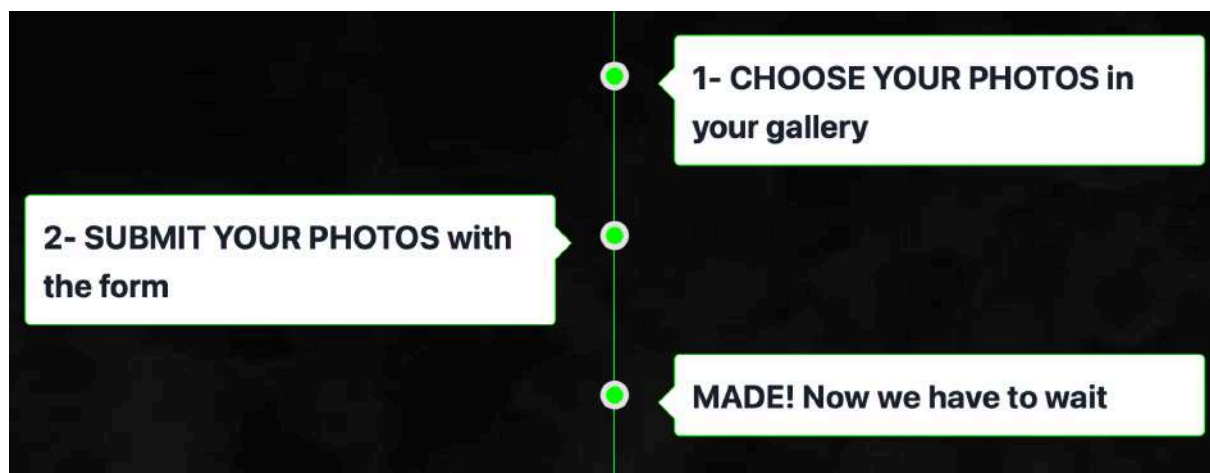 1- CHOOSE YOUR PHOTOS in
your gallery
2- SUBMIT YOUR PHOTOS with
the form
MADE! Now we have to wait